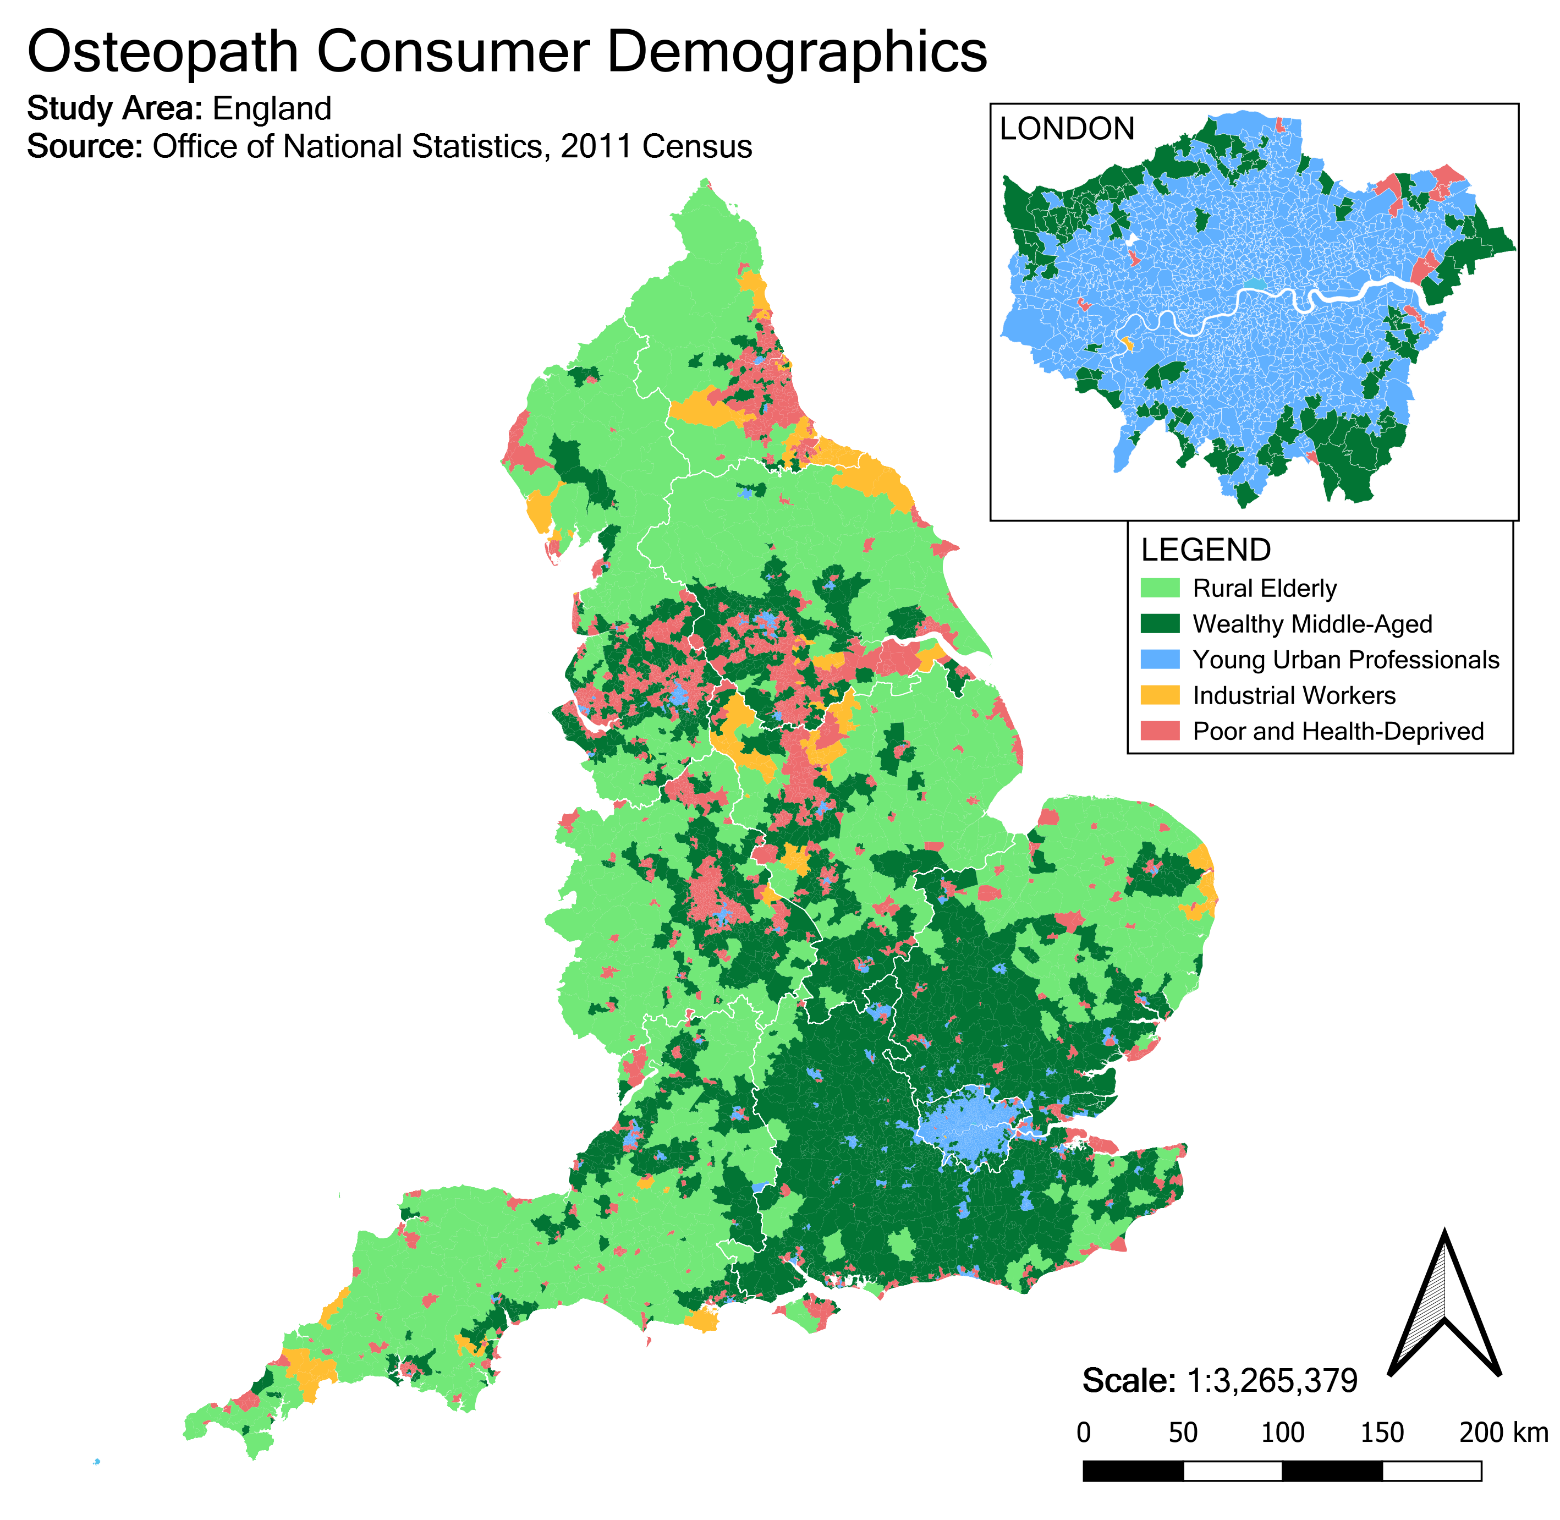 Osteopath Consumer Demographics
Study Area: England
Source: Office of National Statistics, 2011 Census
LONDON
LEGEND
Rural Elderly
Wealthy Middle-Aged
Young Urban Professionals
Industrial Workers
Poor and Health-Deprived
Scale: 1:3,265,379
0 50 100 150 200 km